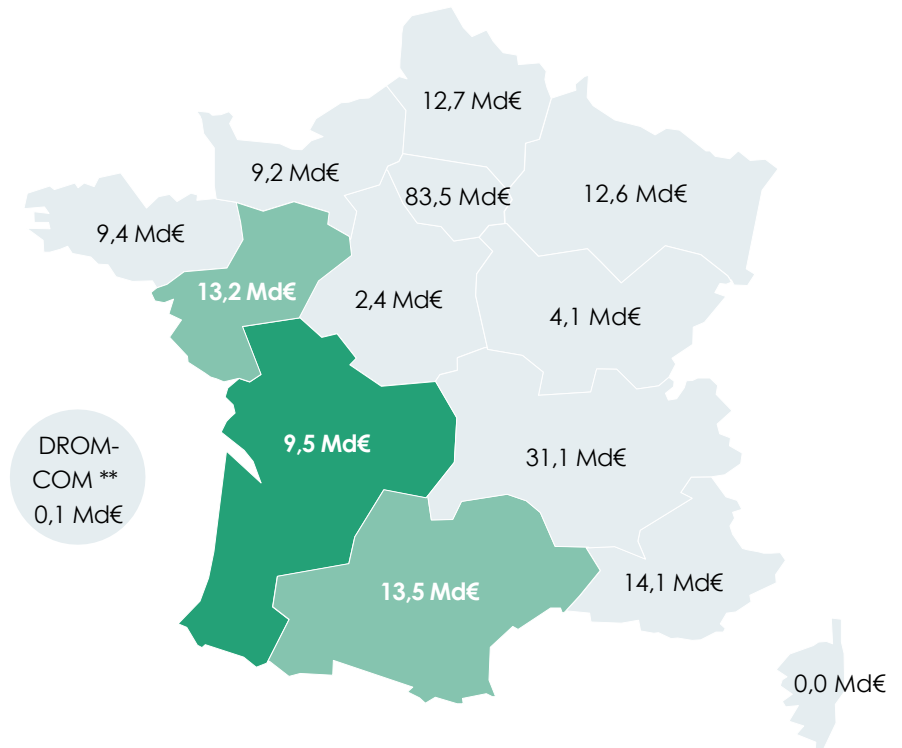 12,7 Md€
9,2 Md€
83,5 Md€
12,6 Md€
9,4 Md€
13,2 Md€
2,4 Md€
4,1 Md€
9,5 Md€
31,1 Md€
DROM-
COM **
0,1 Md€
13,5 Md€
14,1 Md€
0,0 Md€